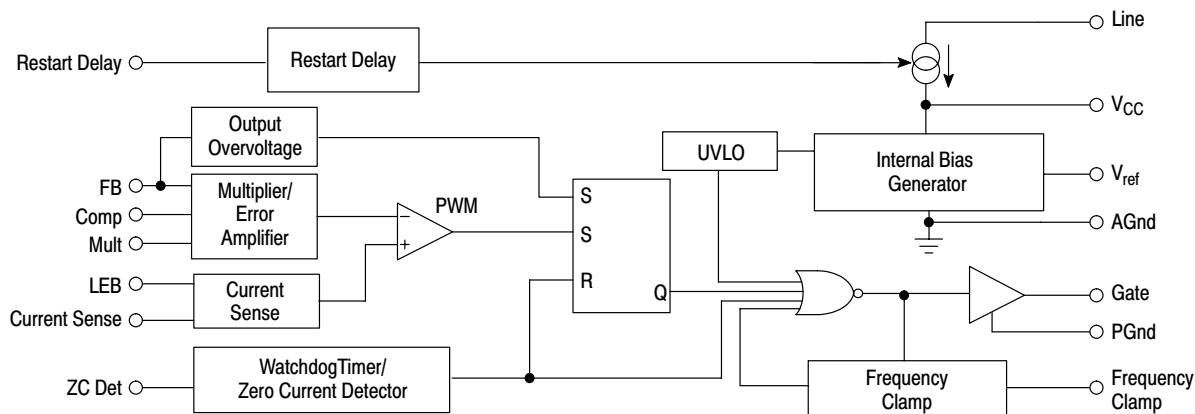 Line
Restart Delay
Restart Delay
VCC
Output
Overvoltage
UVLO
Internal Bias
Generator
Vref
FB
Multiplier/
Error
Amplifier
PWM
Comp
Mult
−
+
S
S
R
Q
AGnd
LEB
Current
Sense
Current Sense
Gate
PGnd
ZC Det
WatchdogTimer/
Zero Current Detector
Frequency
Clamp
Frequency
Clamp